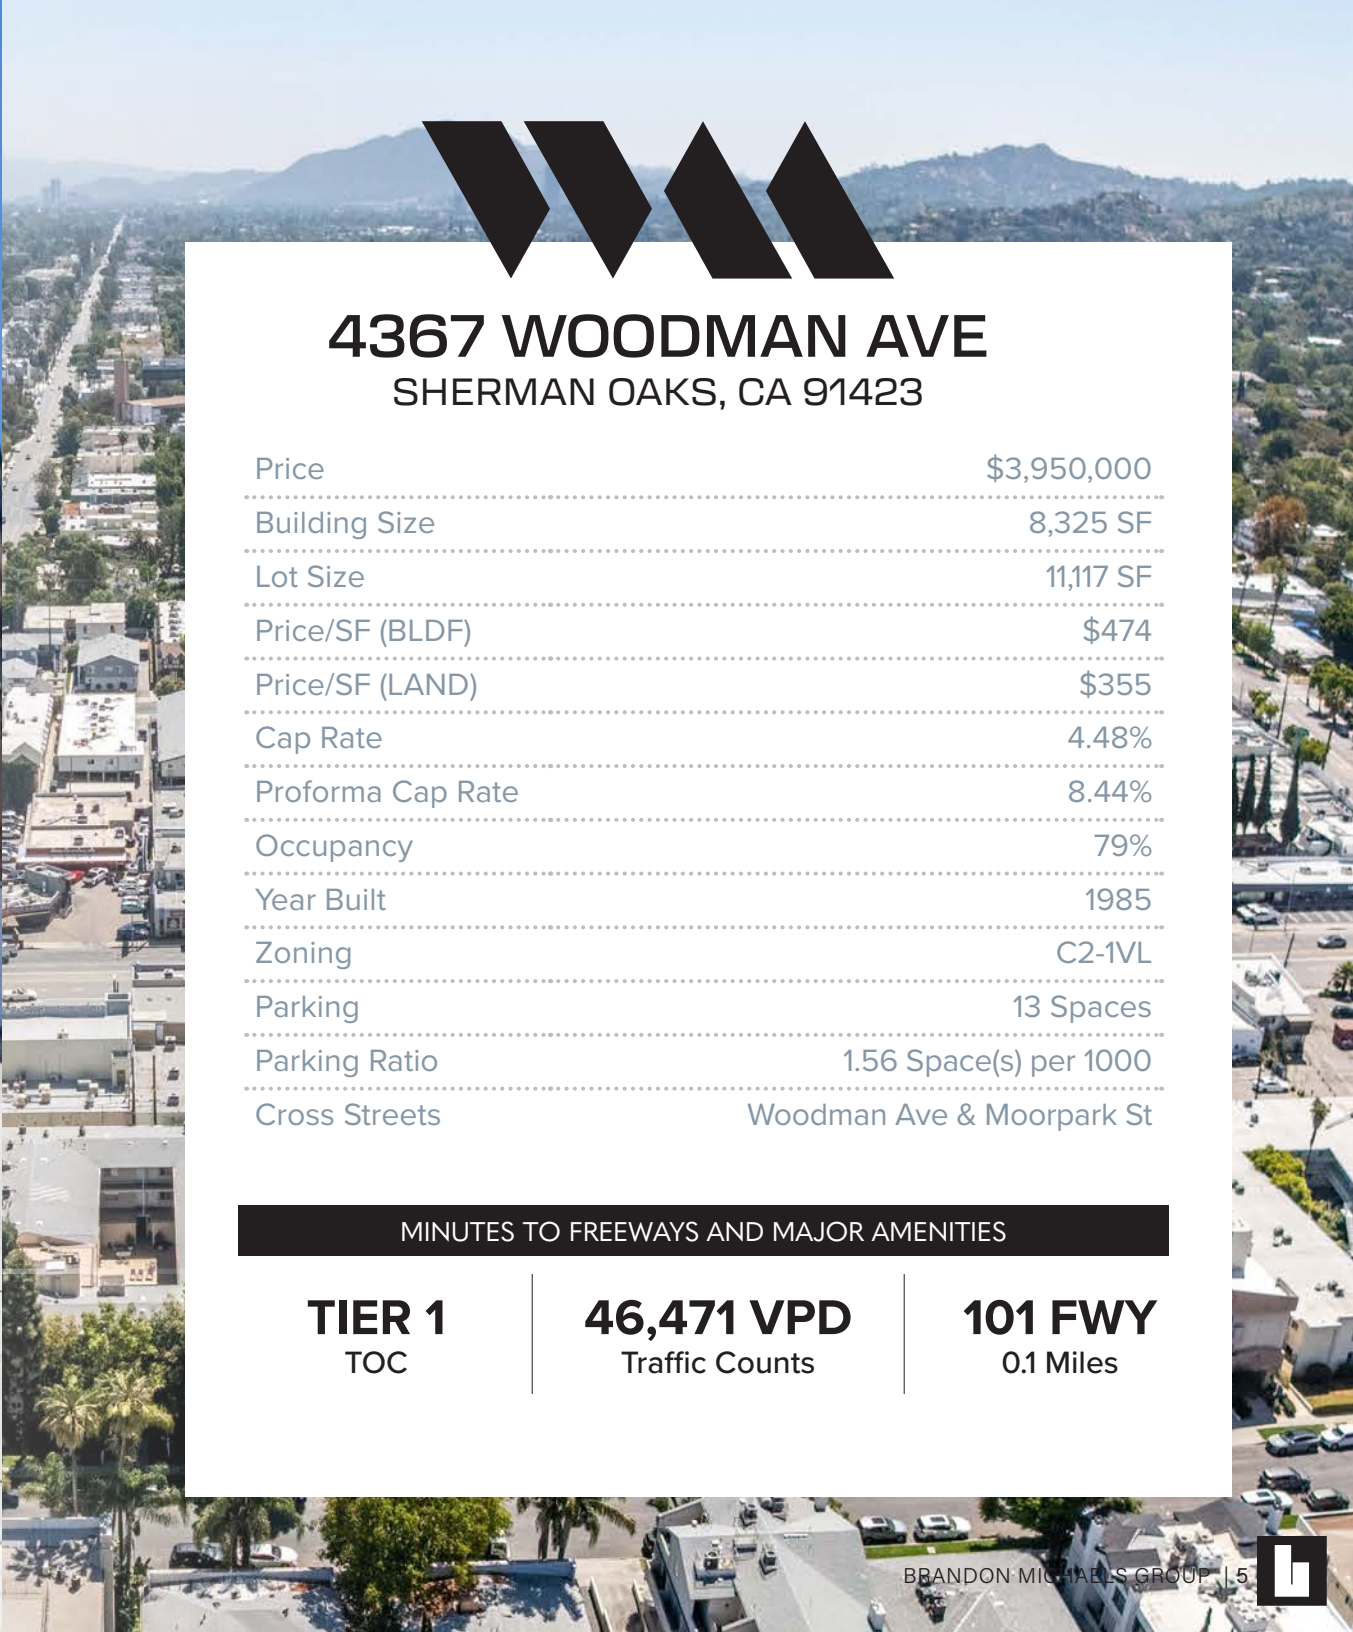 4367 WOODMAN AVE
SHERMAN OAKS, CA 91423
Price $3,950,000
Building Size 8,325 SF
Lot Size 11,117 SF
Price/SF (BLDF) $474
Price/SF (LAND) $355
Cap Rate 4.48%
Proforma Cap Rate 8.44%
Occupancy 79%
Year Built 1985
Zoning C2-1VL
Parking 13 Spaces
Parking Ratio 1.56 Space(s) per 1000
Cross Streets Woodman Ave & Moorpark St
MINUTES TO FREEWAYS AND MAJOR AMENITIES
TIER 1 46,471 VPD 101 FWY
TOC Traffic Counts 0.1 Miles
BRANDON MICHAELS GROUP | 5